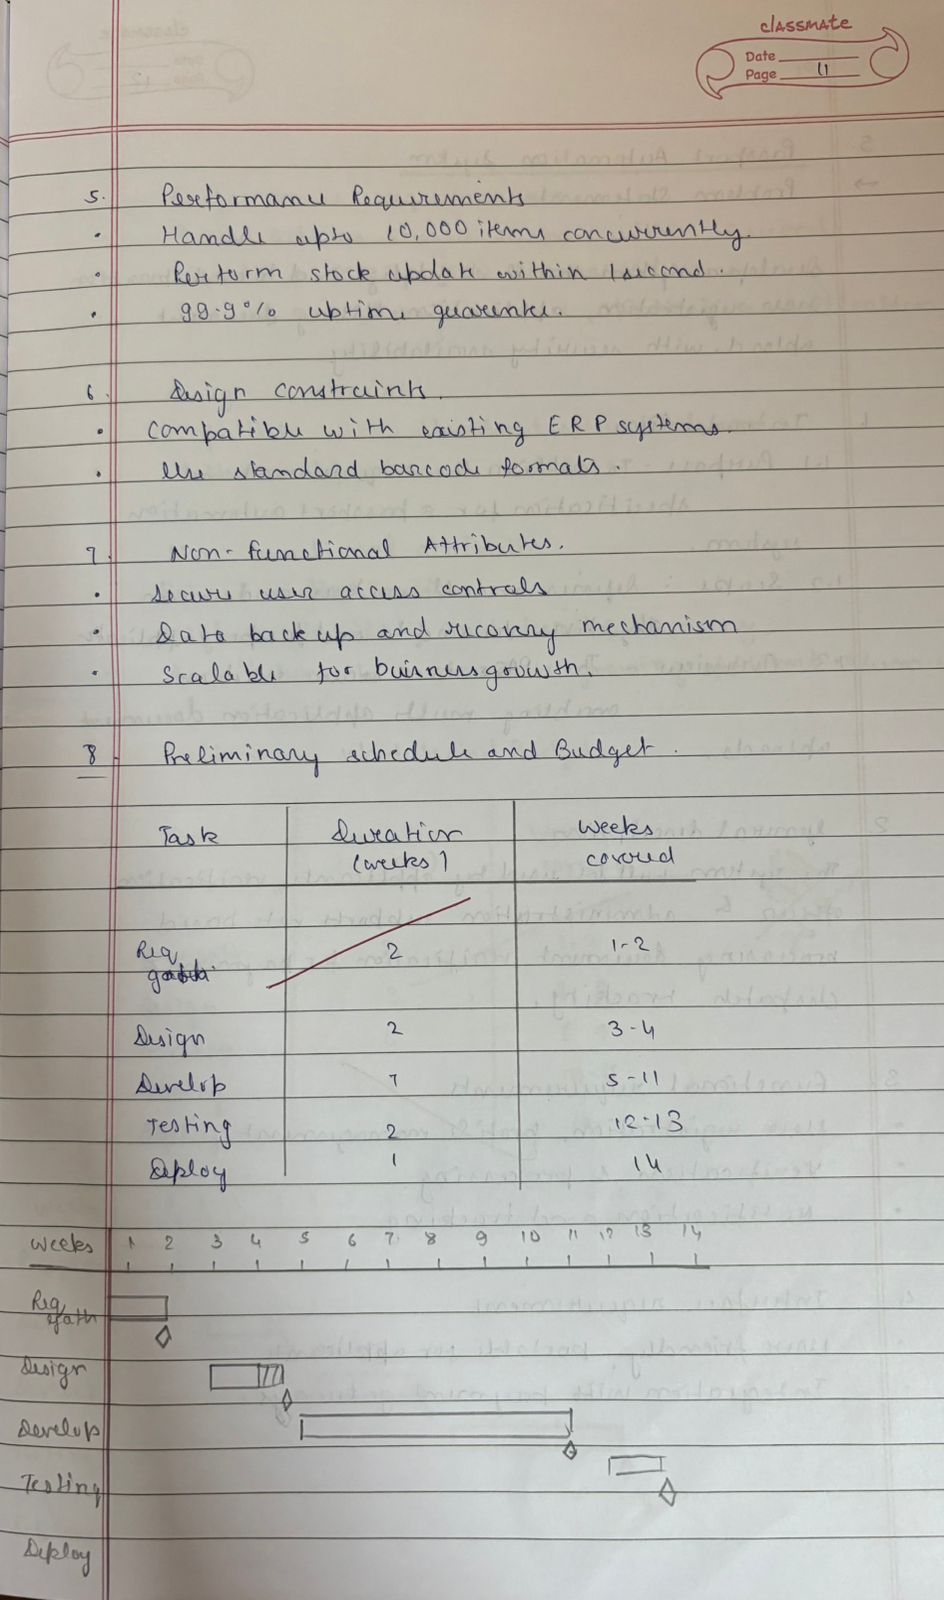 classmate
Date
Page 11
5. Performance Requirements
• Handle upto 10,000 items concurrently.
• Perform stock update within 1 second.
• 99.9% uptime guarentee.
6. Design constraints.
• Compatible with existing ERP systems.
• Use standard barcode formats.
7. Non-functional Attributes.
• Secure user access controls
• Data back up and recovery mechanism
• Scalable for buisness growth.
8 Preliminary schedule and Budget.
Task Duration (weeks) Weeks covered
Req 2 1-2
Design 2 3-4
Develop 7 5-11
Testing 2 12-13
Deploy 1 14
Weeks 1 2 3 4 5 6 7 8 9 10 11 12 13 14
Req
gath
Design
Develop
Testing
Deploy